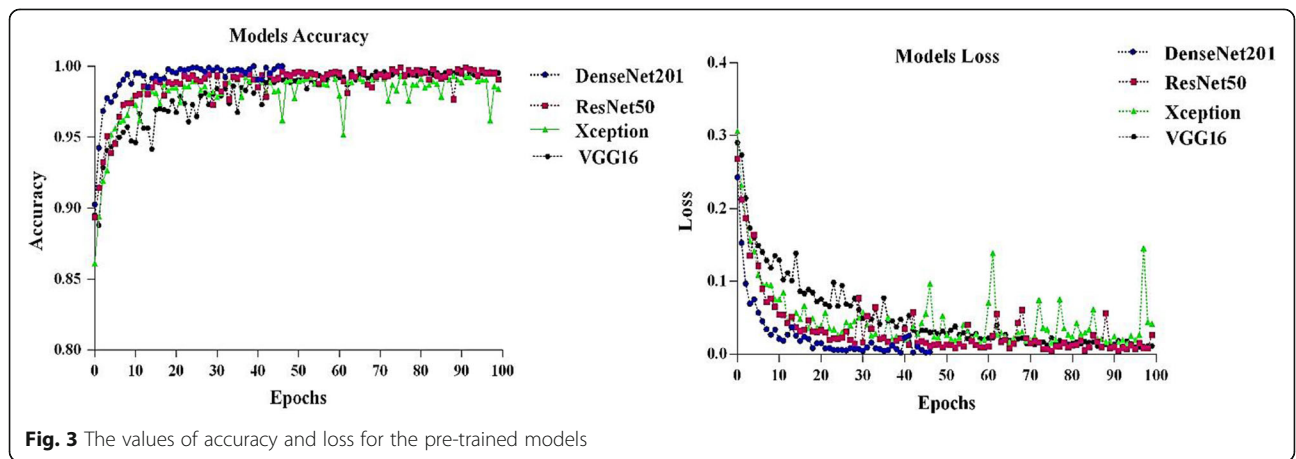 Models Accuracy
1.00
0.95
0.90
0.85
0.80
Accuracy
0 10 20 30 40 50 60 70 80 90 100
Epochs
DenseNet201
ResNet50
Xception
VGG16
Models Loss
0.4
0.3
0.2
0.1
0.0
Loss
0 10 20 30 40 50 60 70 80 90 100
Epochs
DenseNet201
ResNet50
Xception
VGG16
Fig. 3 The values of accuracy and loss for the pre-trained models